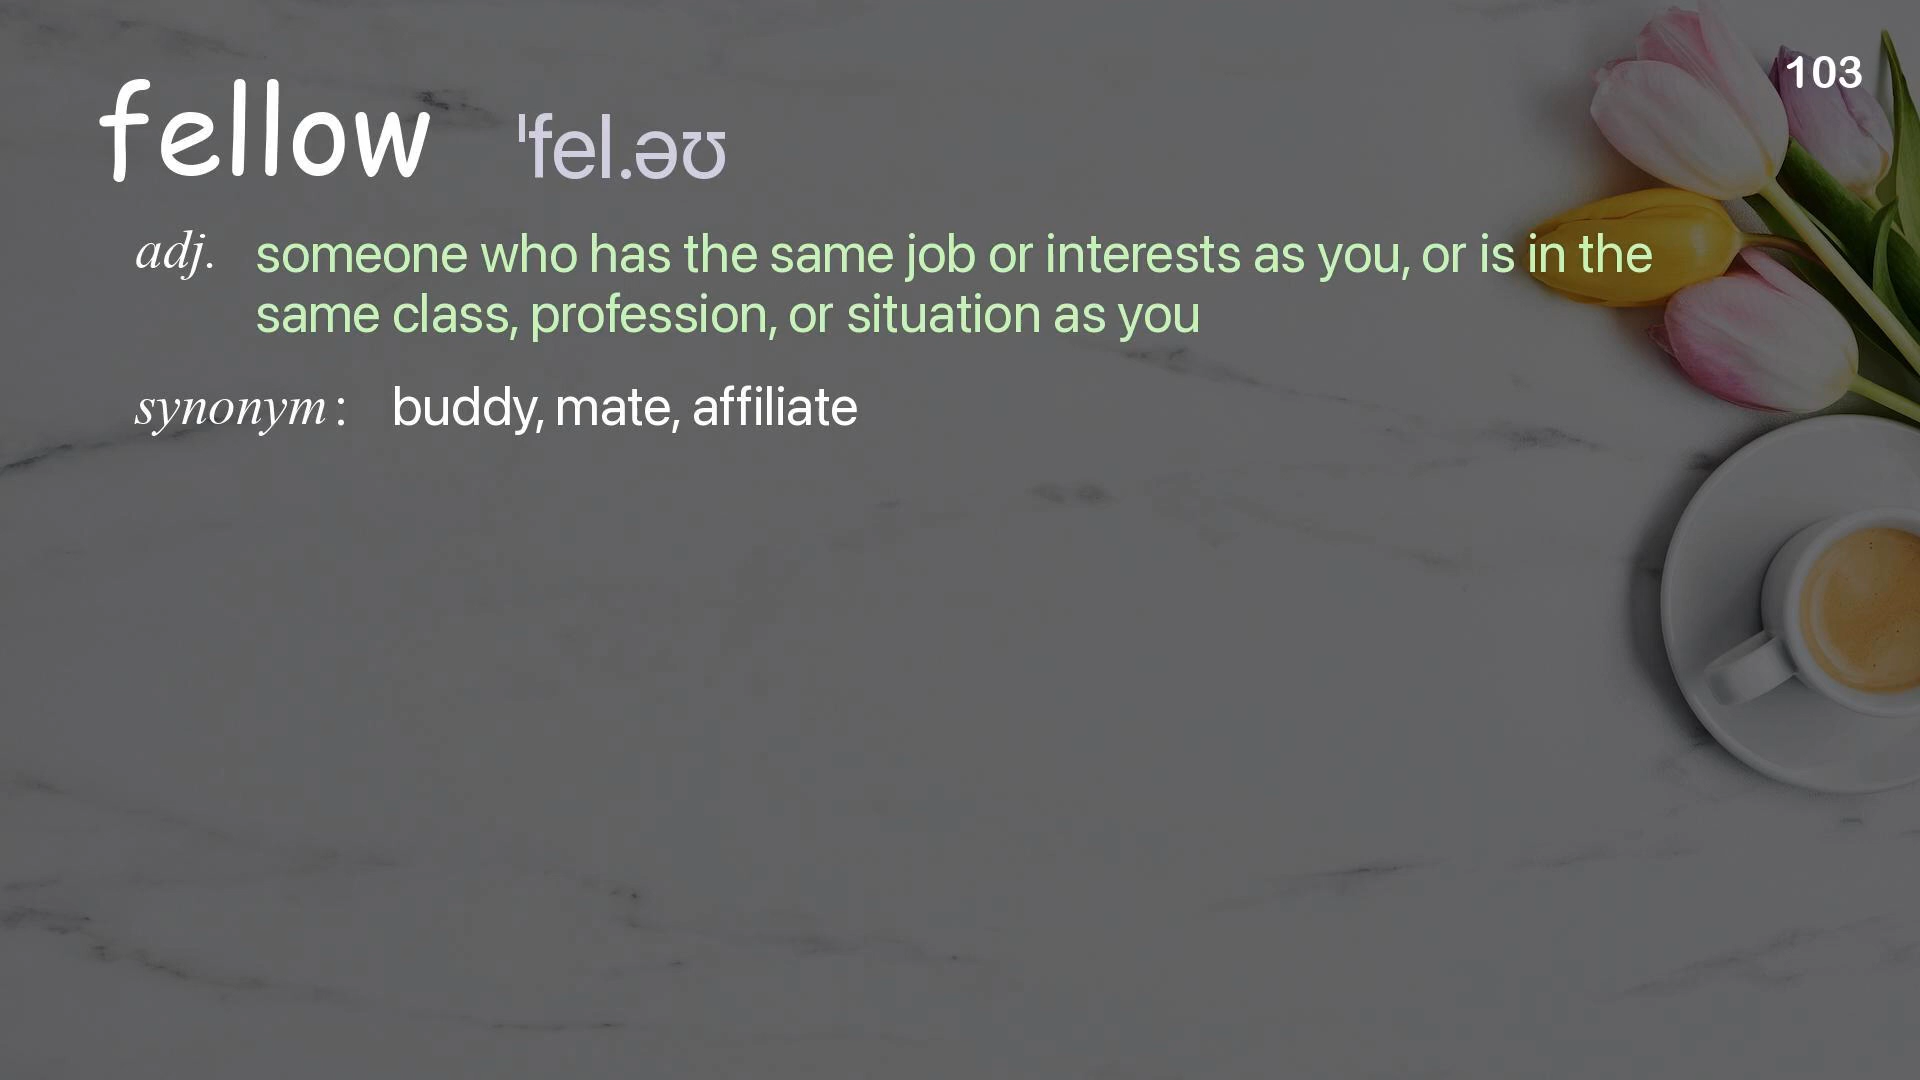 103
fellow ˈfel.əʊ
adj. someone who has the same job or interests as you, or is in the
same class, profession, or situation as you
synonym: buddy, mate, affiliate